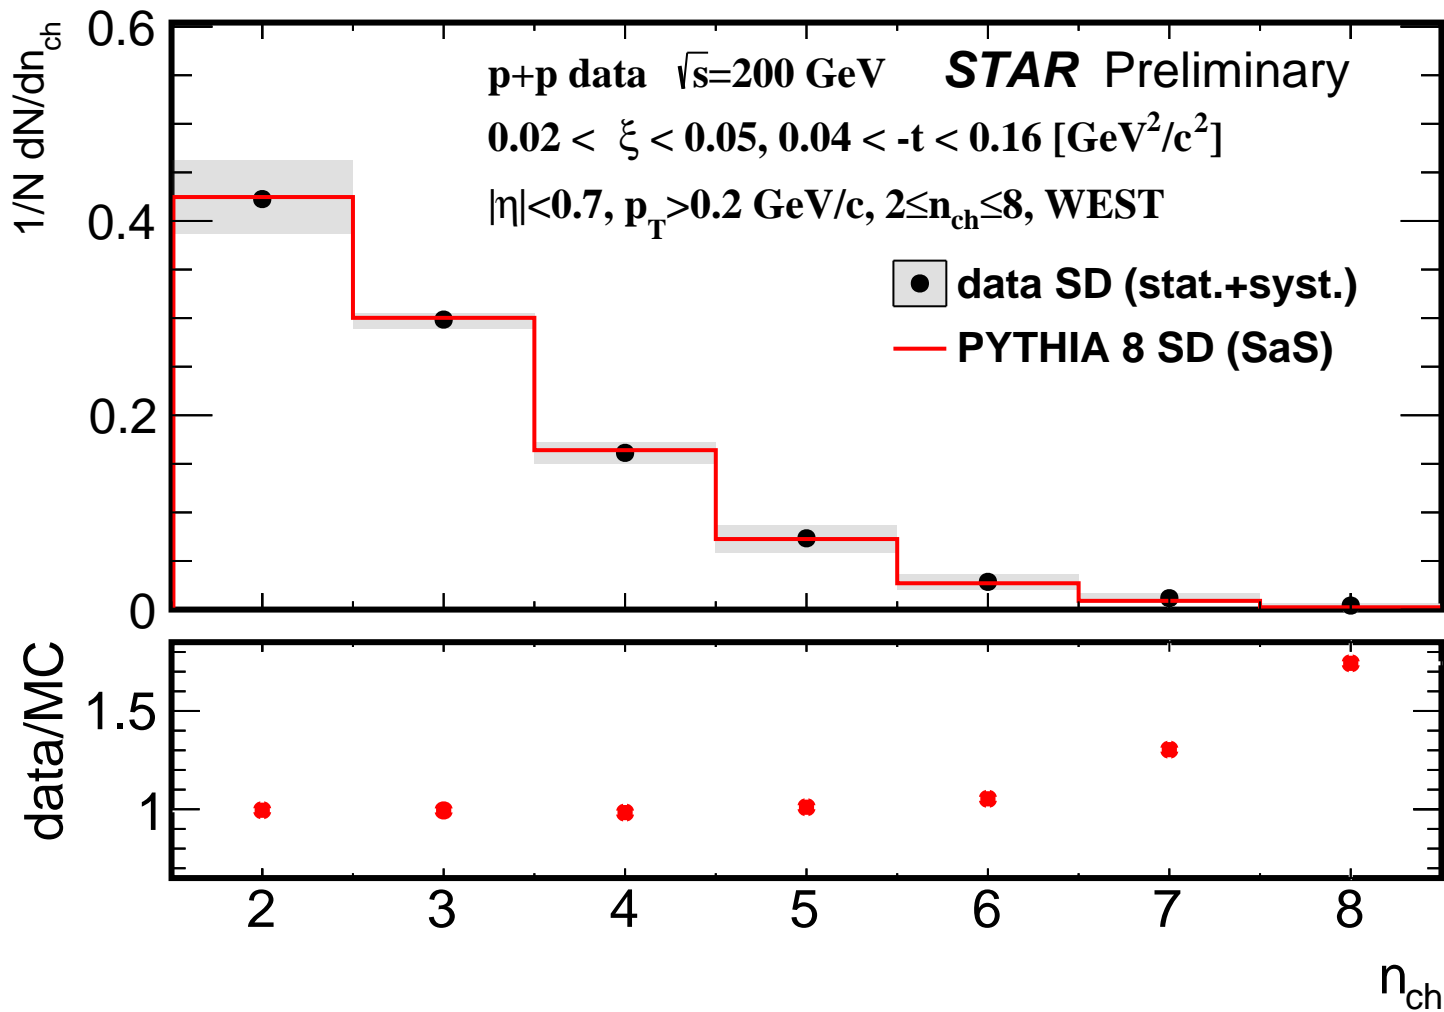 1/N dN/dn_ch
0.6
0.4
0.2
0
p+p data √s=200 GeV STAR Preliminary
0.02 < ξ < 0.05, 0.04 < -t < 0.16 [GeV²/c²]
|η|<0.7, p_T>0.2 GeV/c, 2≤n_ch≤8, WEST
data SD (stat.+syst.)
PYTHIA 8 SD (SaS)
data/MC
1.5
1
2 3 4 5 6 7 8
n_ch